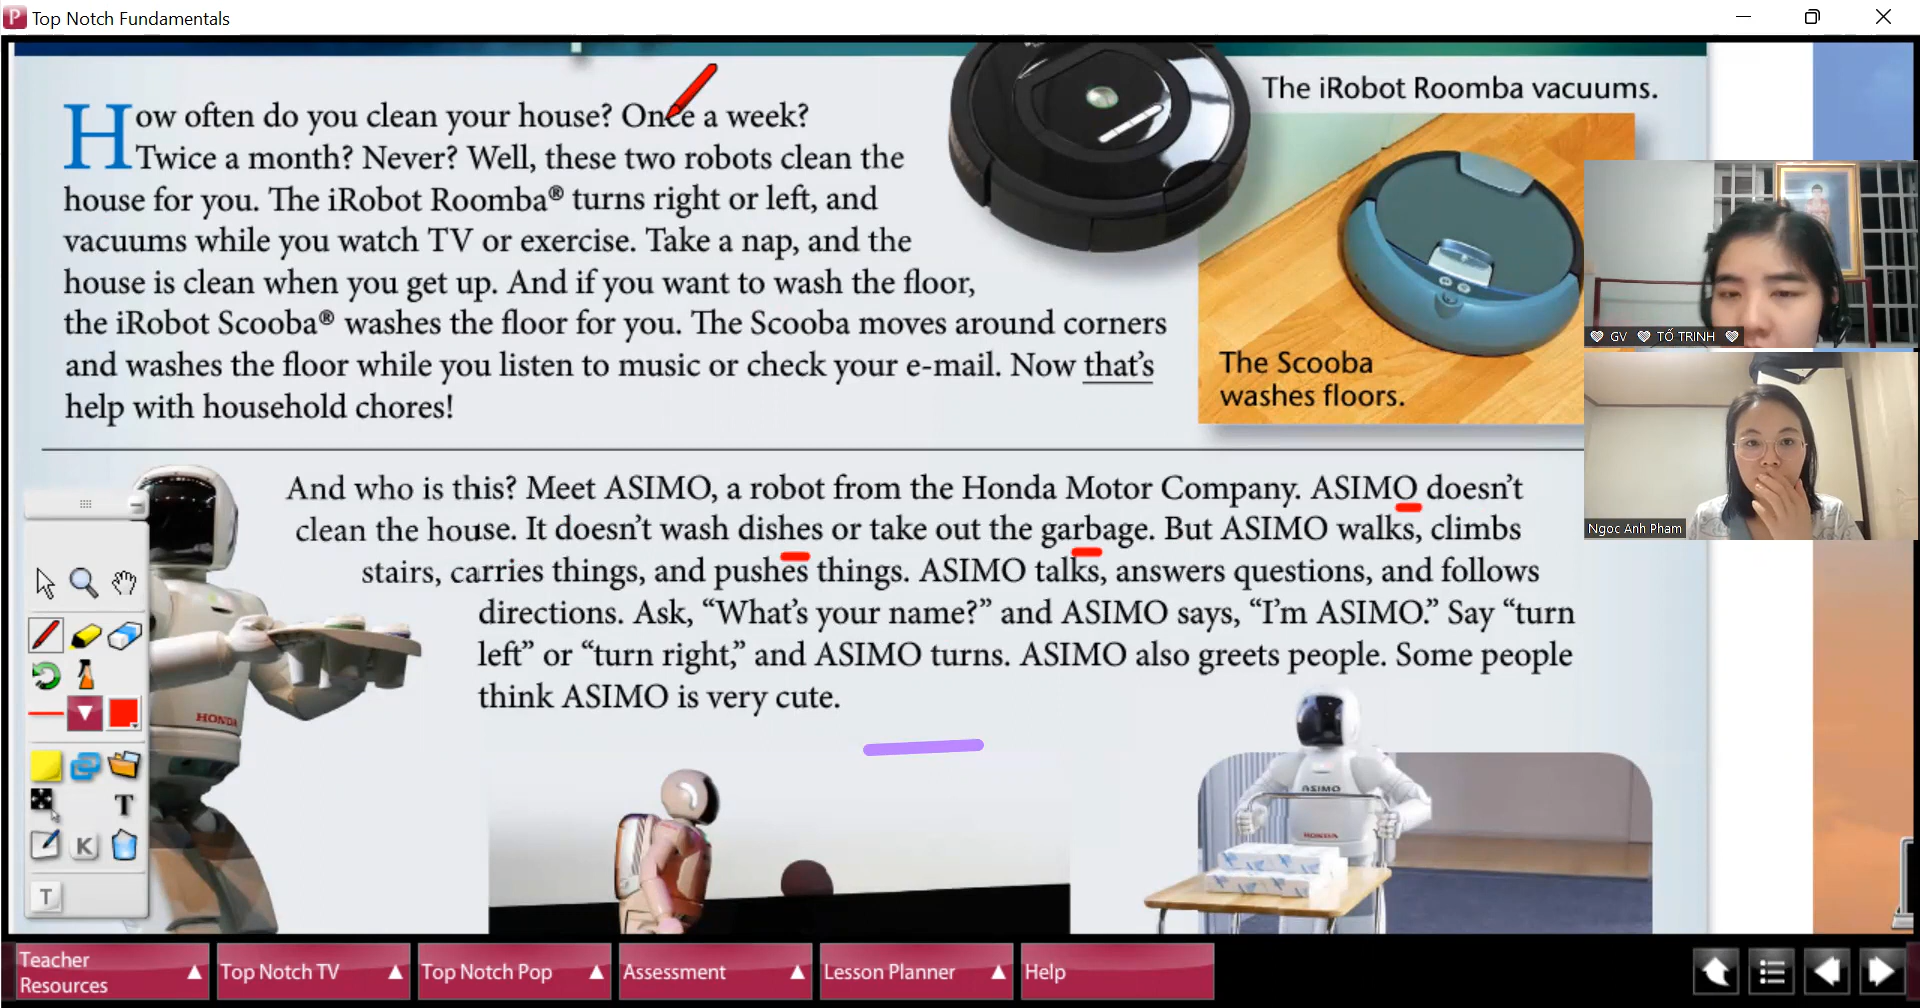 Top Notch Fundamentals
The iRobot Roomba vacuums.
How often do you clean your house? Once a week?
Twice a month? Never? Well, these two robots clean the
house for you. The iRobot Roomba® turns right or left, and
vacuums while you watch TV or exercise. Take a nap, and the
house is clean when you get up. And if you want to wash the floor,
the iRobot Scooba® washes the floor for you. The Scooba moves around corners
and washes the floor while you listen to music or check your e-mail. Now that's
help with household chores!
The Scooba
washes floors.
GV TỐ TRINH
Ngoc Anh Pham
And who is this? Meet ASIMO, a robot from the Honda Motor Company. ASIMO doesn't
clean the house. It doesn't wash dishes or take out the garbage. But ASIMO walks, climbs
stairs, carries things, and pushes things. ASIMO talks, answers questions, and follows
directions. Ask, “What's your name?” and ASIMO says, “I'm ASIMO.” Say “turn
left” or “turn right,” and ASIMO turns. ASIMO also greets people. Some people
think ASIMO is very cute.
HONDA
ASIMO
HONDA
T
K
T
Teacher
Resources
Top Notch TV
Top Notch Pop
Assessment
Lesson Planner
Help